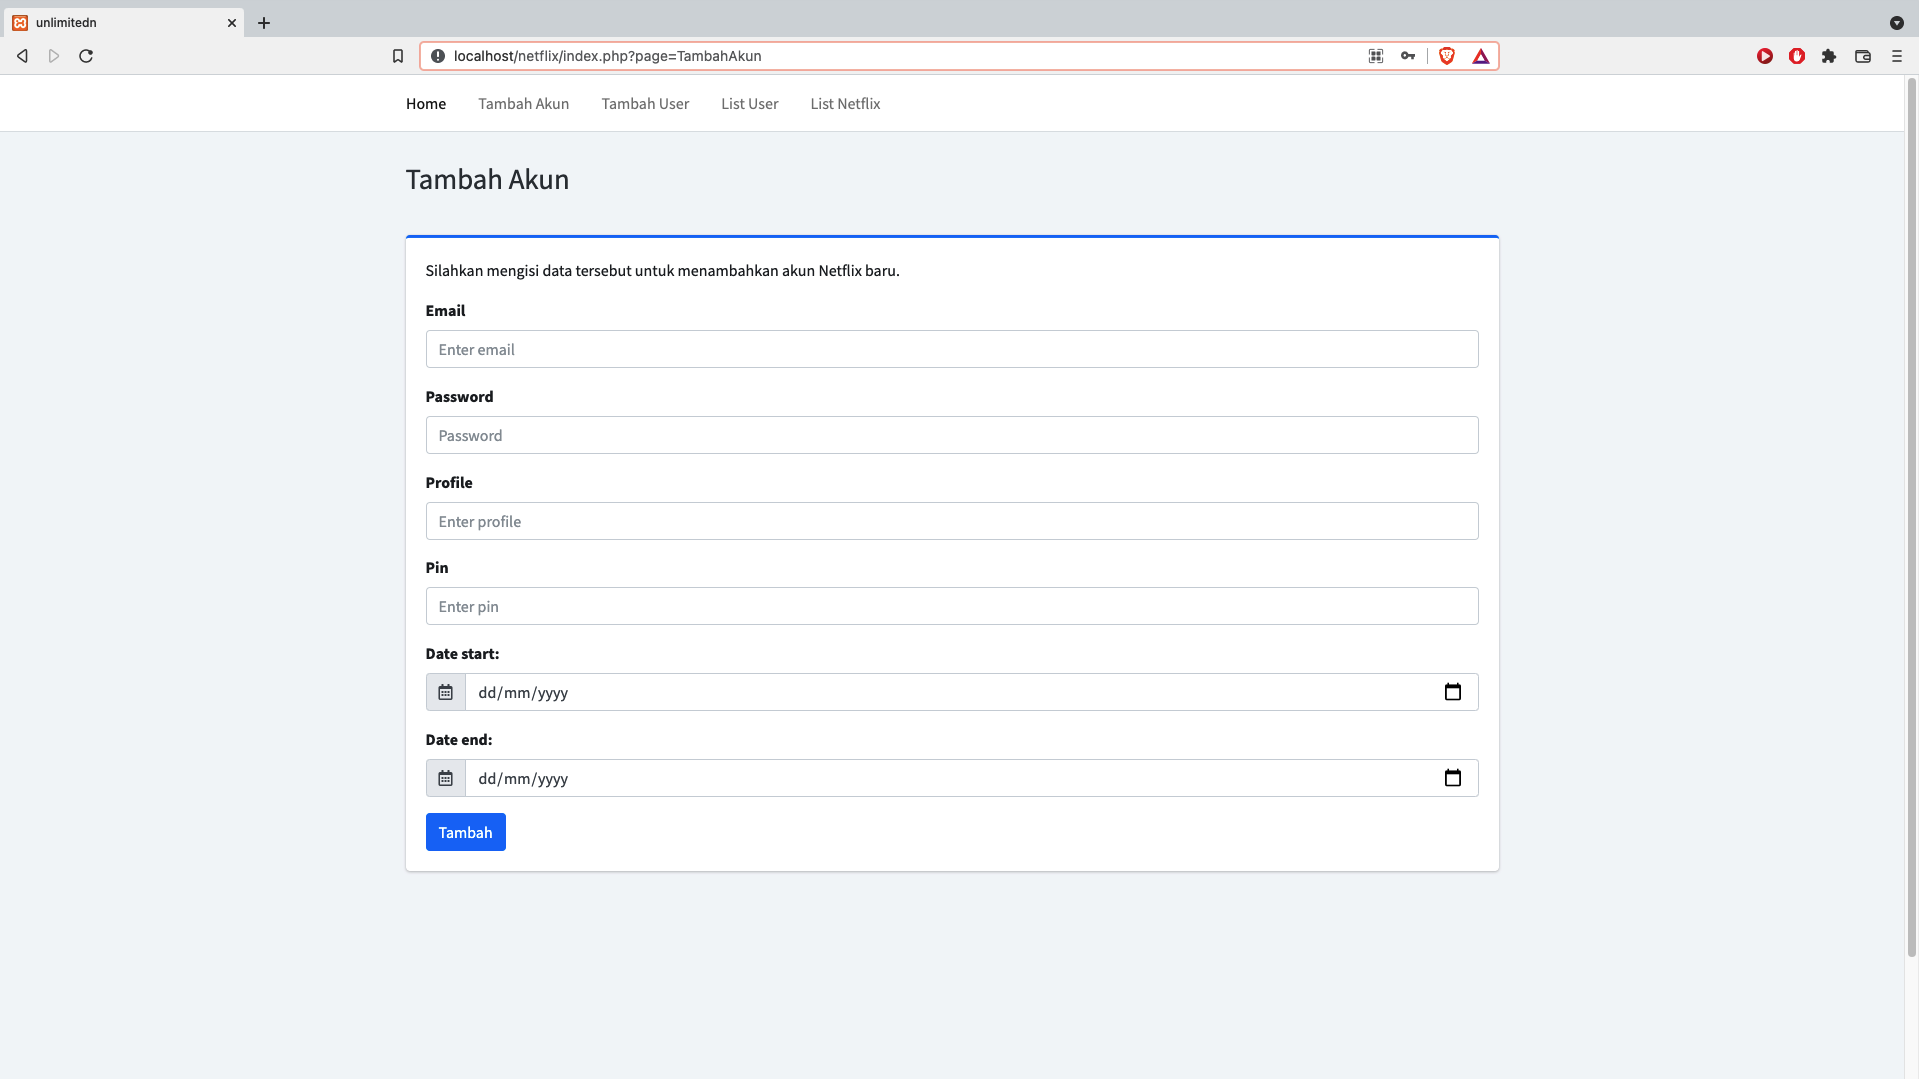 unlimitedn
localhost/netflix/index.php?page=TambahAkun
Home Tambah Akun Tambah User List User List Netflix
Tambah Akun
Silahkan mengisi data tersebut untuk menambahkan akun Netflix baru.
Email
Enter email
Password
Password
Profile
Enter profile
Pin
Enter pin
Date start:
dd/mm/yyyy
Date end:
dd/mm/yyyy
Tambah